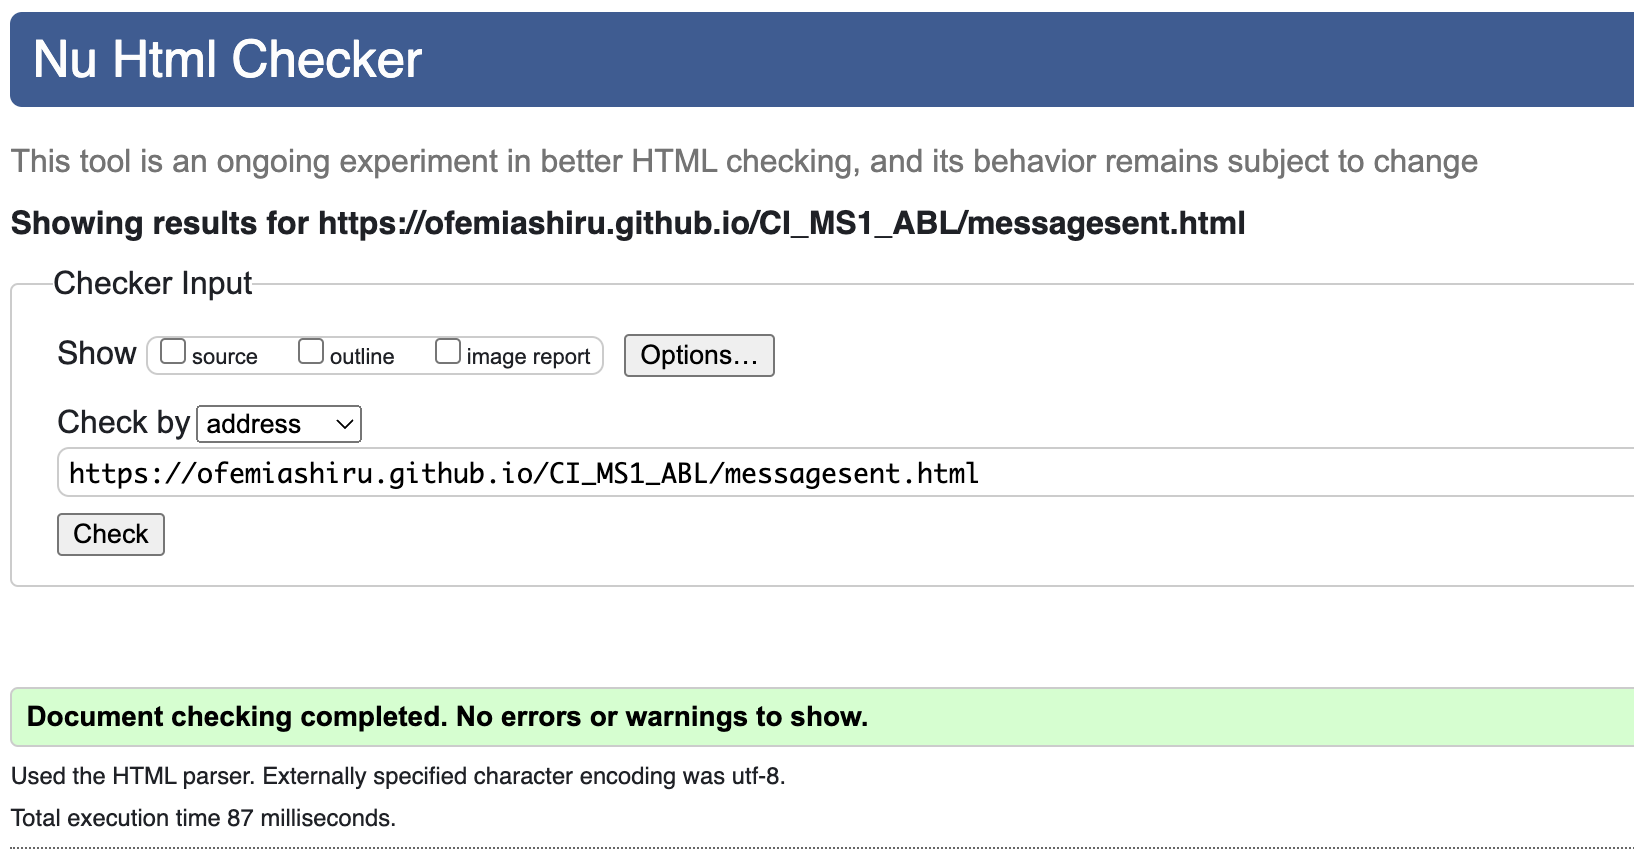 Nu Html Checker
This tool is an ongoing experiment in better HTML checking, and its behavior remains subject to change
Showing results for https://ofemiashiru.github.io/CI_MS1_ABL/messagesent.html
Checker Input
Show source outline image report Options…
Check by address
https://ofemiashiru.github.io/CI_MS1_ABL/messagesent.html
Check
Document checking completed. No errors or warnings to show.
Used the HTML parser. Externally specified character encoding was utf-8.
Total execution time 87 milliseconds.